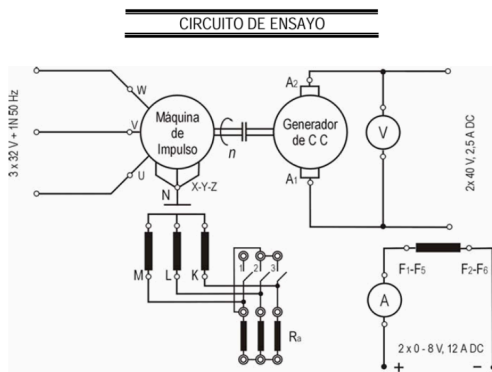 CIRCUITO DE ENSAYO
3 x 32 V + 1N 50 Hz
W
V
U
Máquina
de
Impulso
n
A2
Generador
de C C
A1
V
2x 40 V, 2,5 A DC
N
X-Y-Z
M
L
K
1
2
3
Ra
F1-F5
F2-F6
A
2 x 0 - 8 V, 12 A DC
+
−